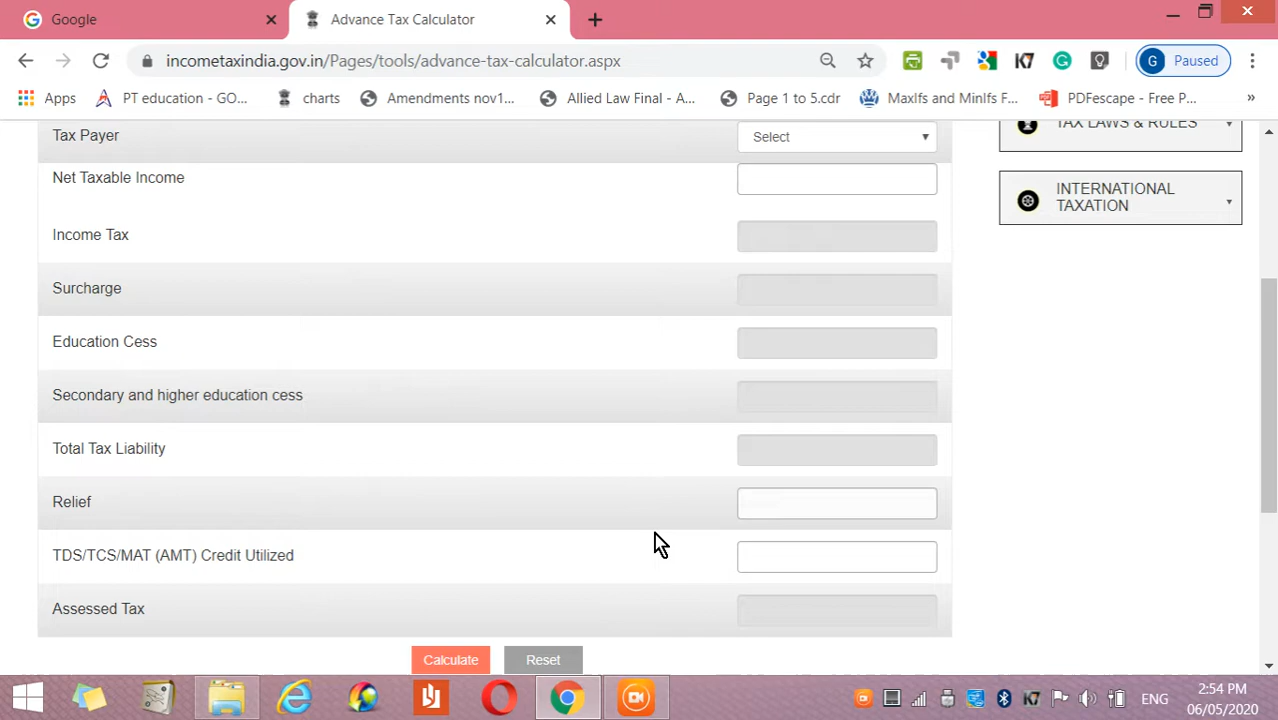 Google
Advance Tax Calculator
incometaxindia.gov.in/Pages/tools/advance-tax-calculator.aspx
G Paused
Apps PT education - GO... charts Amendments nov1... Allied Law Final - A... Page 1 to 5.cdr MaxIfs and MinIfs F... PDFescape - Free P... »
Tax Payer Select
TAX LAWS & RULES
Net Taxable Income
INTERNATIONAL
TAXATION
Income Tax
Surcharge
Education Cess
Secondary and higher education cess
Total Tax Liability
Relief
TDS/TCS/MAT (AMT) Credit Utilized
Assessed Tax
Calculate Reset
ENG
2:54 PM
06/05/2020